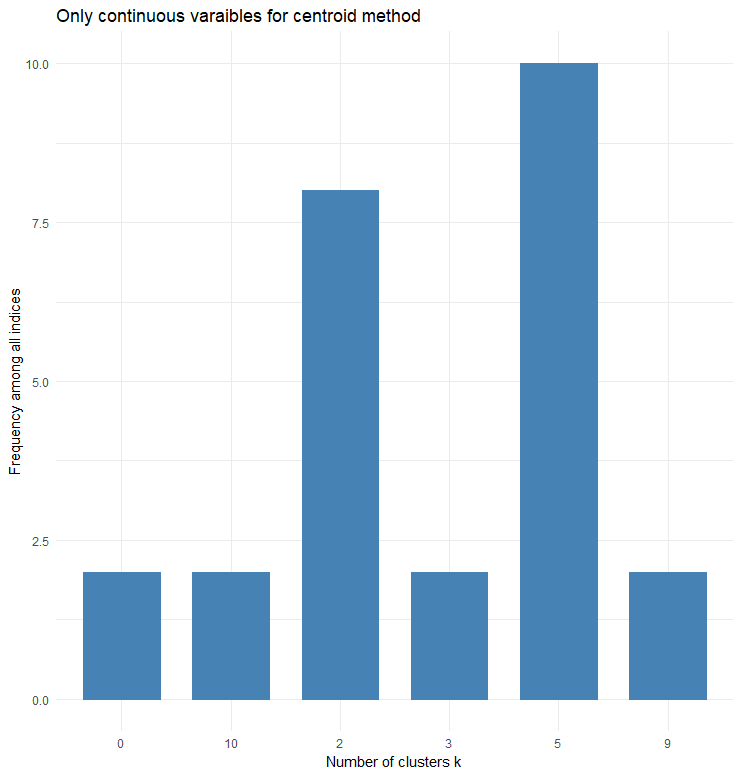 Only continuous varaibles for centroid method
Frequency among all indices
10.0
7.5
5.0
2.5
0.0
0 10 2 3 5 9
Number of clusters k